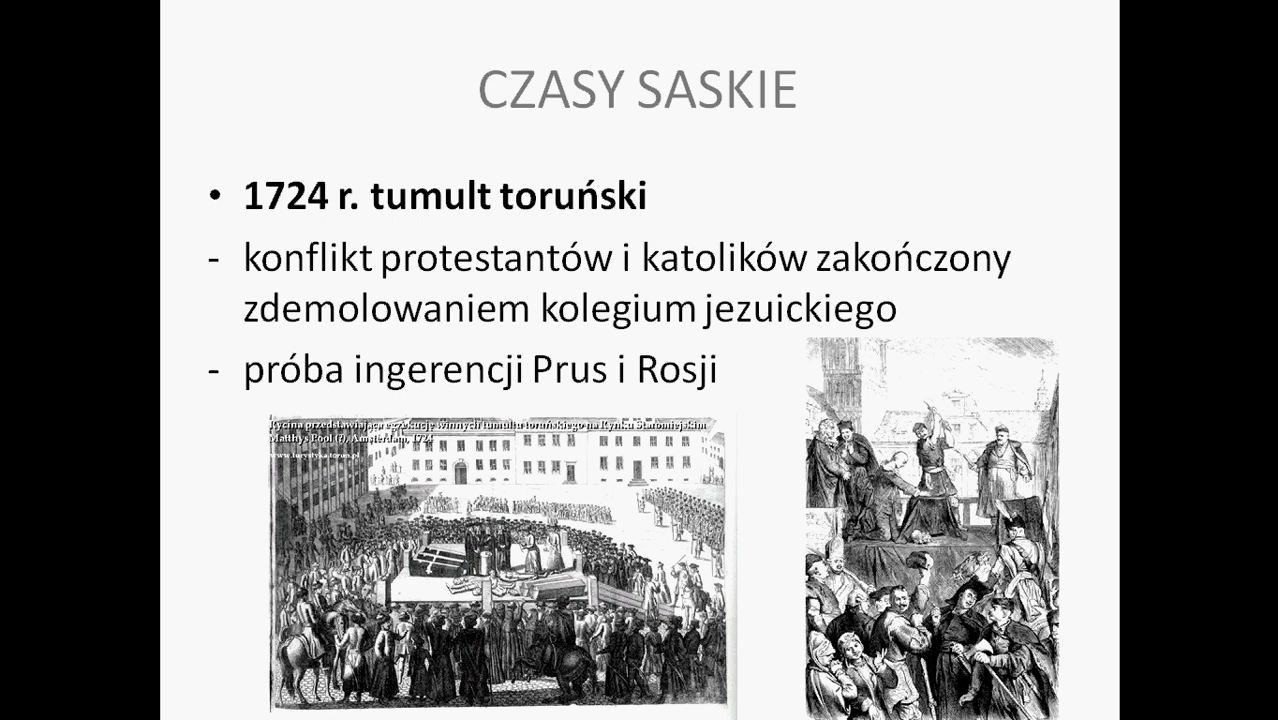 CZASY SASKIE
• 1724 r. tumult toruński
- konflikt protestantów i katolików zakończony
zdemolowaniem kolegium jezuickiego
- próba ingerencji Prus i Rosji
Rycina przedstawiająca egzekucję winnych tumultu toruńskiego na Rynku Staromiejskim
Matthys Pool (?), Amsterdam, 1724
www.turystyka.torun.pl